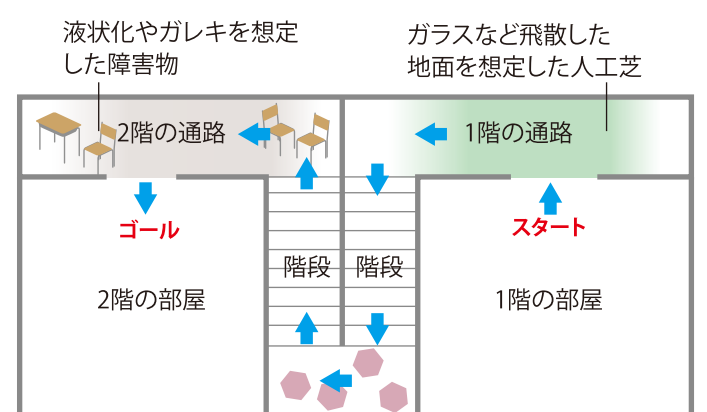 液状化やガレキを想定
した障害物
ガラスなど飛散した
地面を想定した人工芝
2階の通路
1階の通路
ゴール
スタート
階段
階段
2階の部屋
1階の部屋